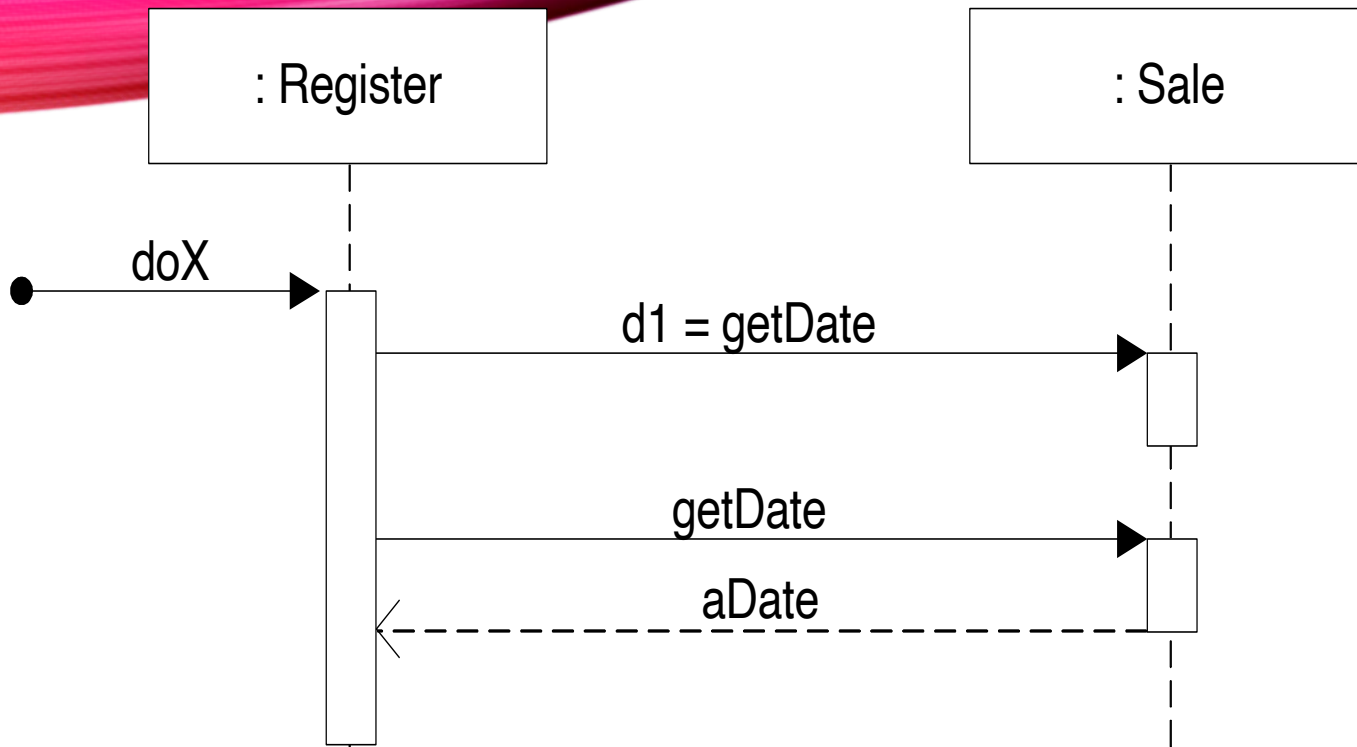 : Register
: Sale
doX
d1 = getDate
getDate
aDate